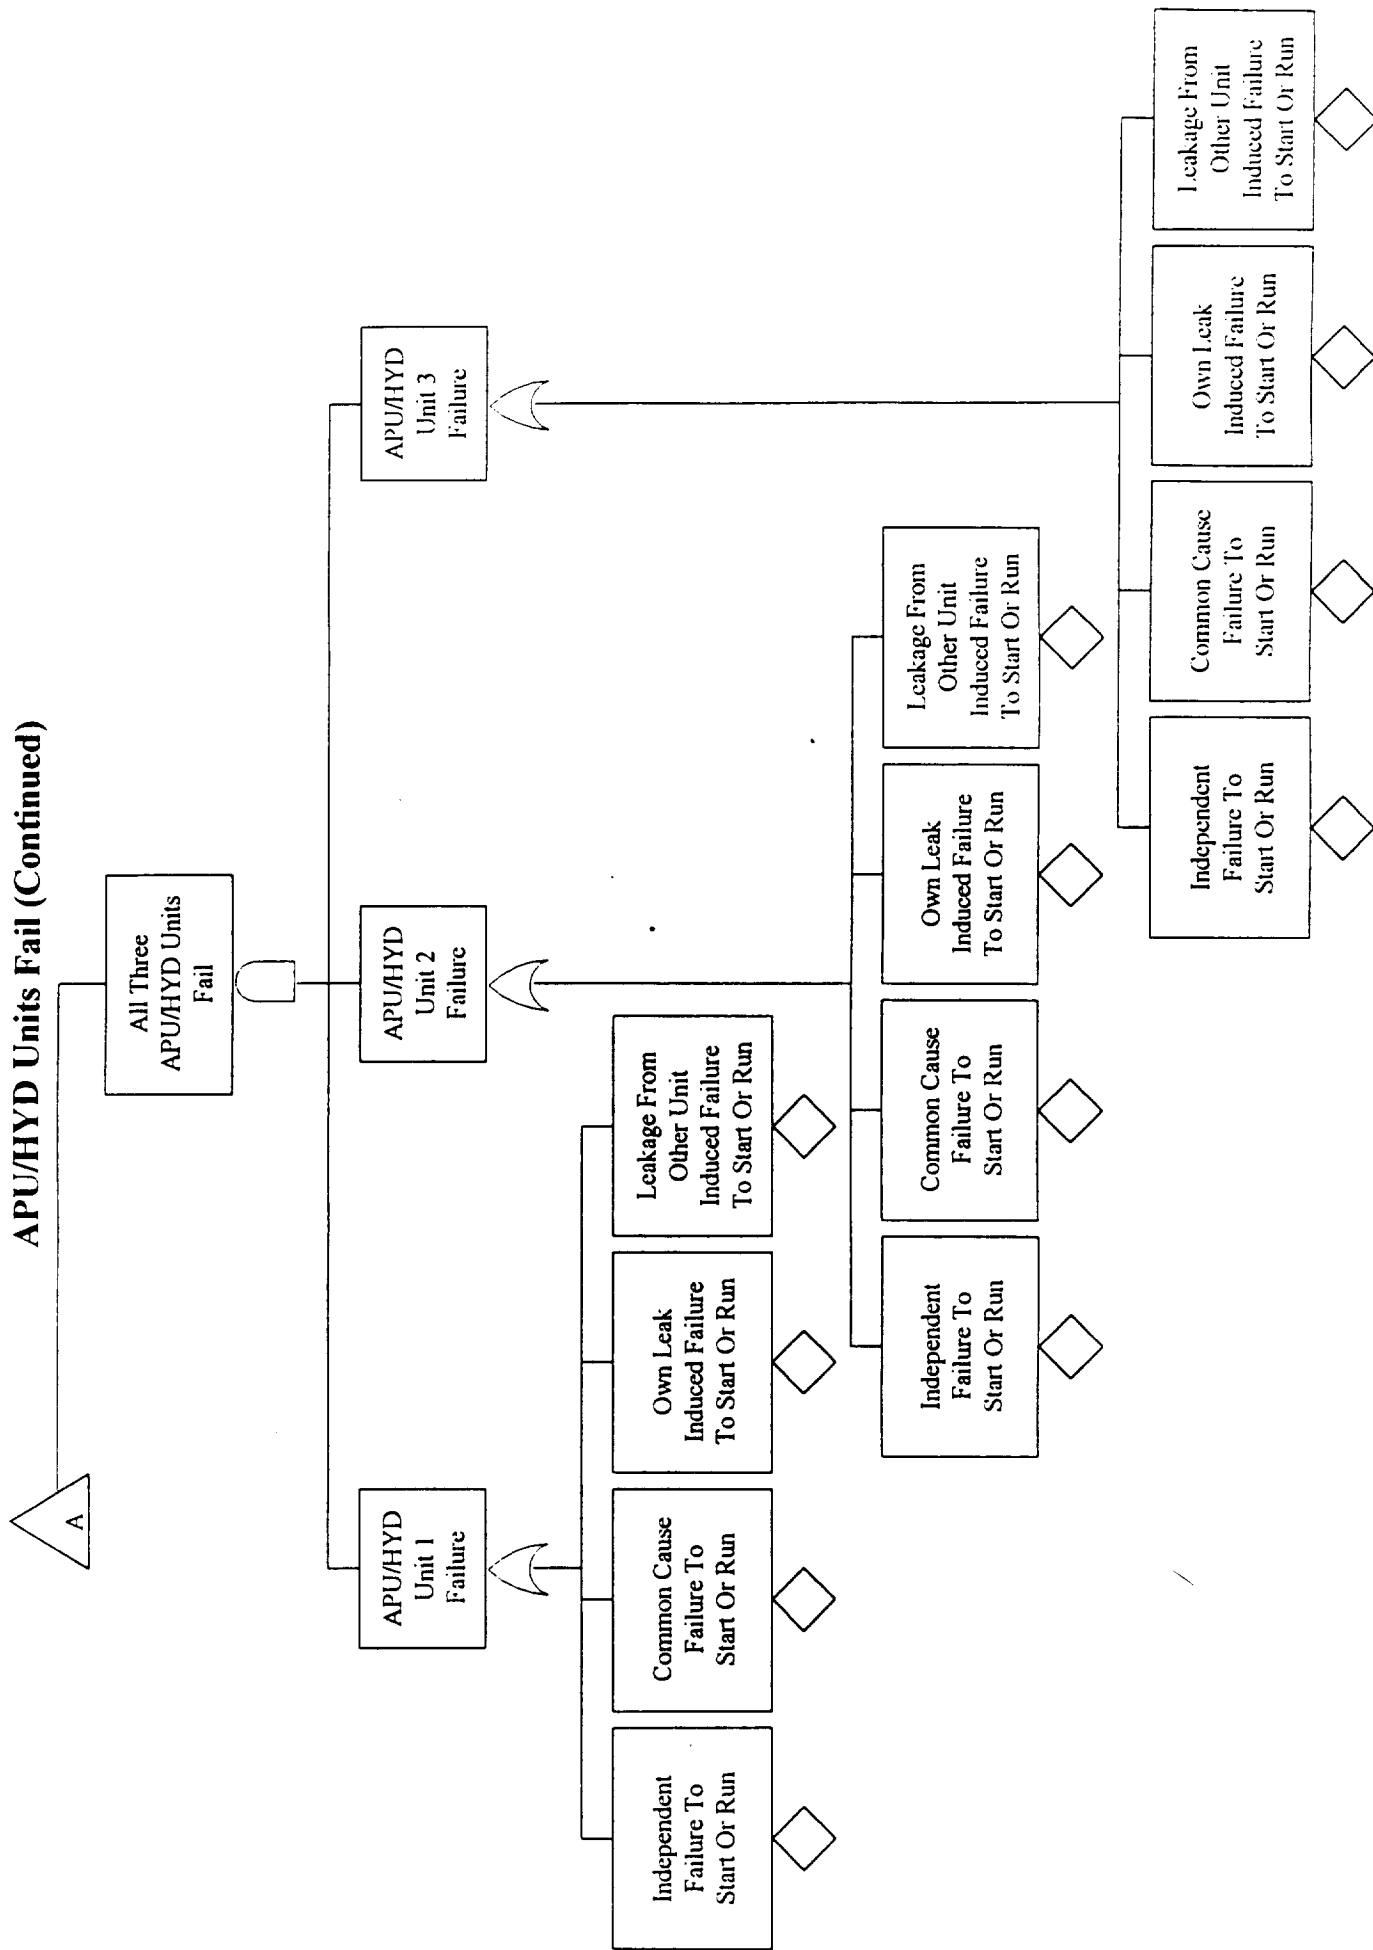 APU/HYD Units Fail (Continued)
A
All Three
APU/HYD Units
Fail
APU/HYD
Unit 1
Failure
APU/HYD
Unit 2
Failure
APU/HYD
Unit 3
Failure
Independent
Failure To
Start Or Run
Common Cause
Failure To
Start Or Run
Own Leak
Induced Failure
To Start Or Run
Leakage From
Other Unit
Induced Failure
To Start Or Run
Independent
Failure To
Start Or Run
Common Cause
Failure To
Start Or Run
Own Leak
Induced Failure
To Start Or Run
Leakage From
Other Unit
Induced Failure
To Start Or Run
Independent
Failure To
Start Or Run
Common Cause
Failure To
Start Or Run
Own Leak
Induced Failure
To Start Or Run
Leakage From
Other Unit
Induced Failure
To Start Or Run